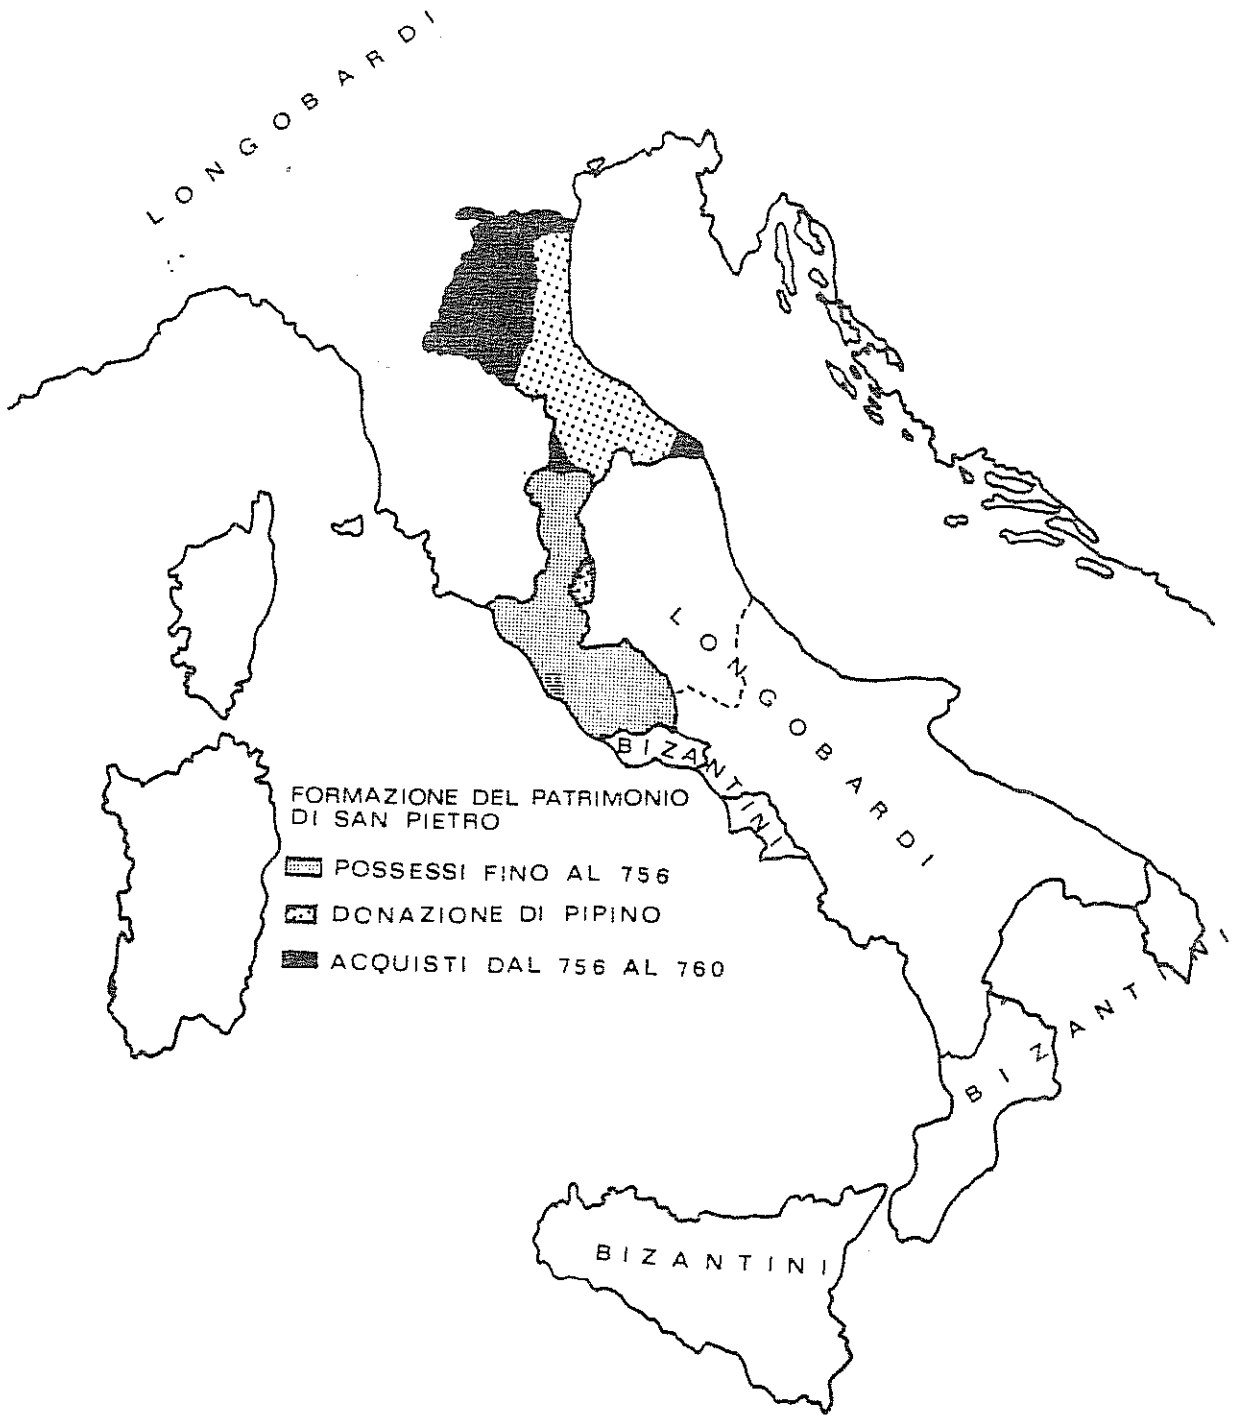 LONGOBARDI
LONGOBARDI
BIZANTINI
FORMAZIONE DEL PATRIMONIO
DI SAN PIETRO
POSSESSI FINO AL 756
DONAZIONE DI PIPINO
ACQUISTI DAL 756 AL 760
BIZANTINI
BIZANTINI